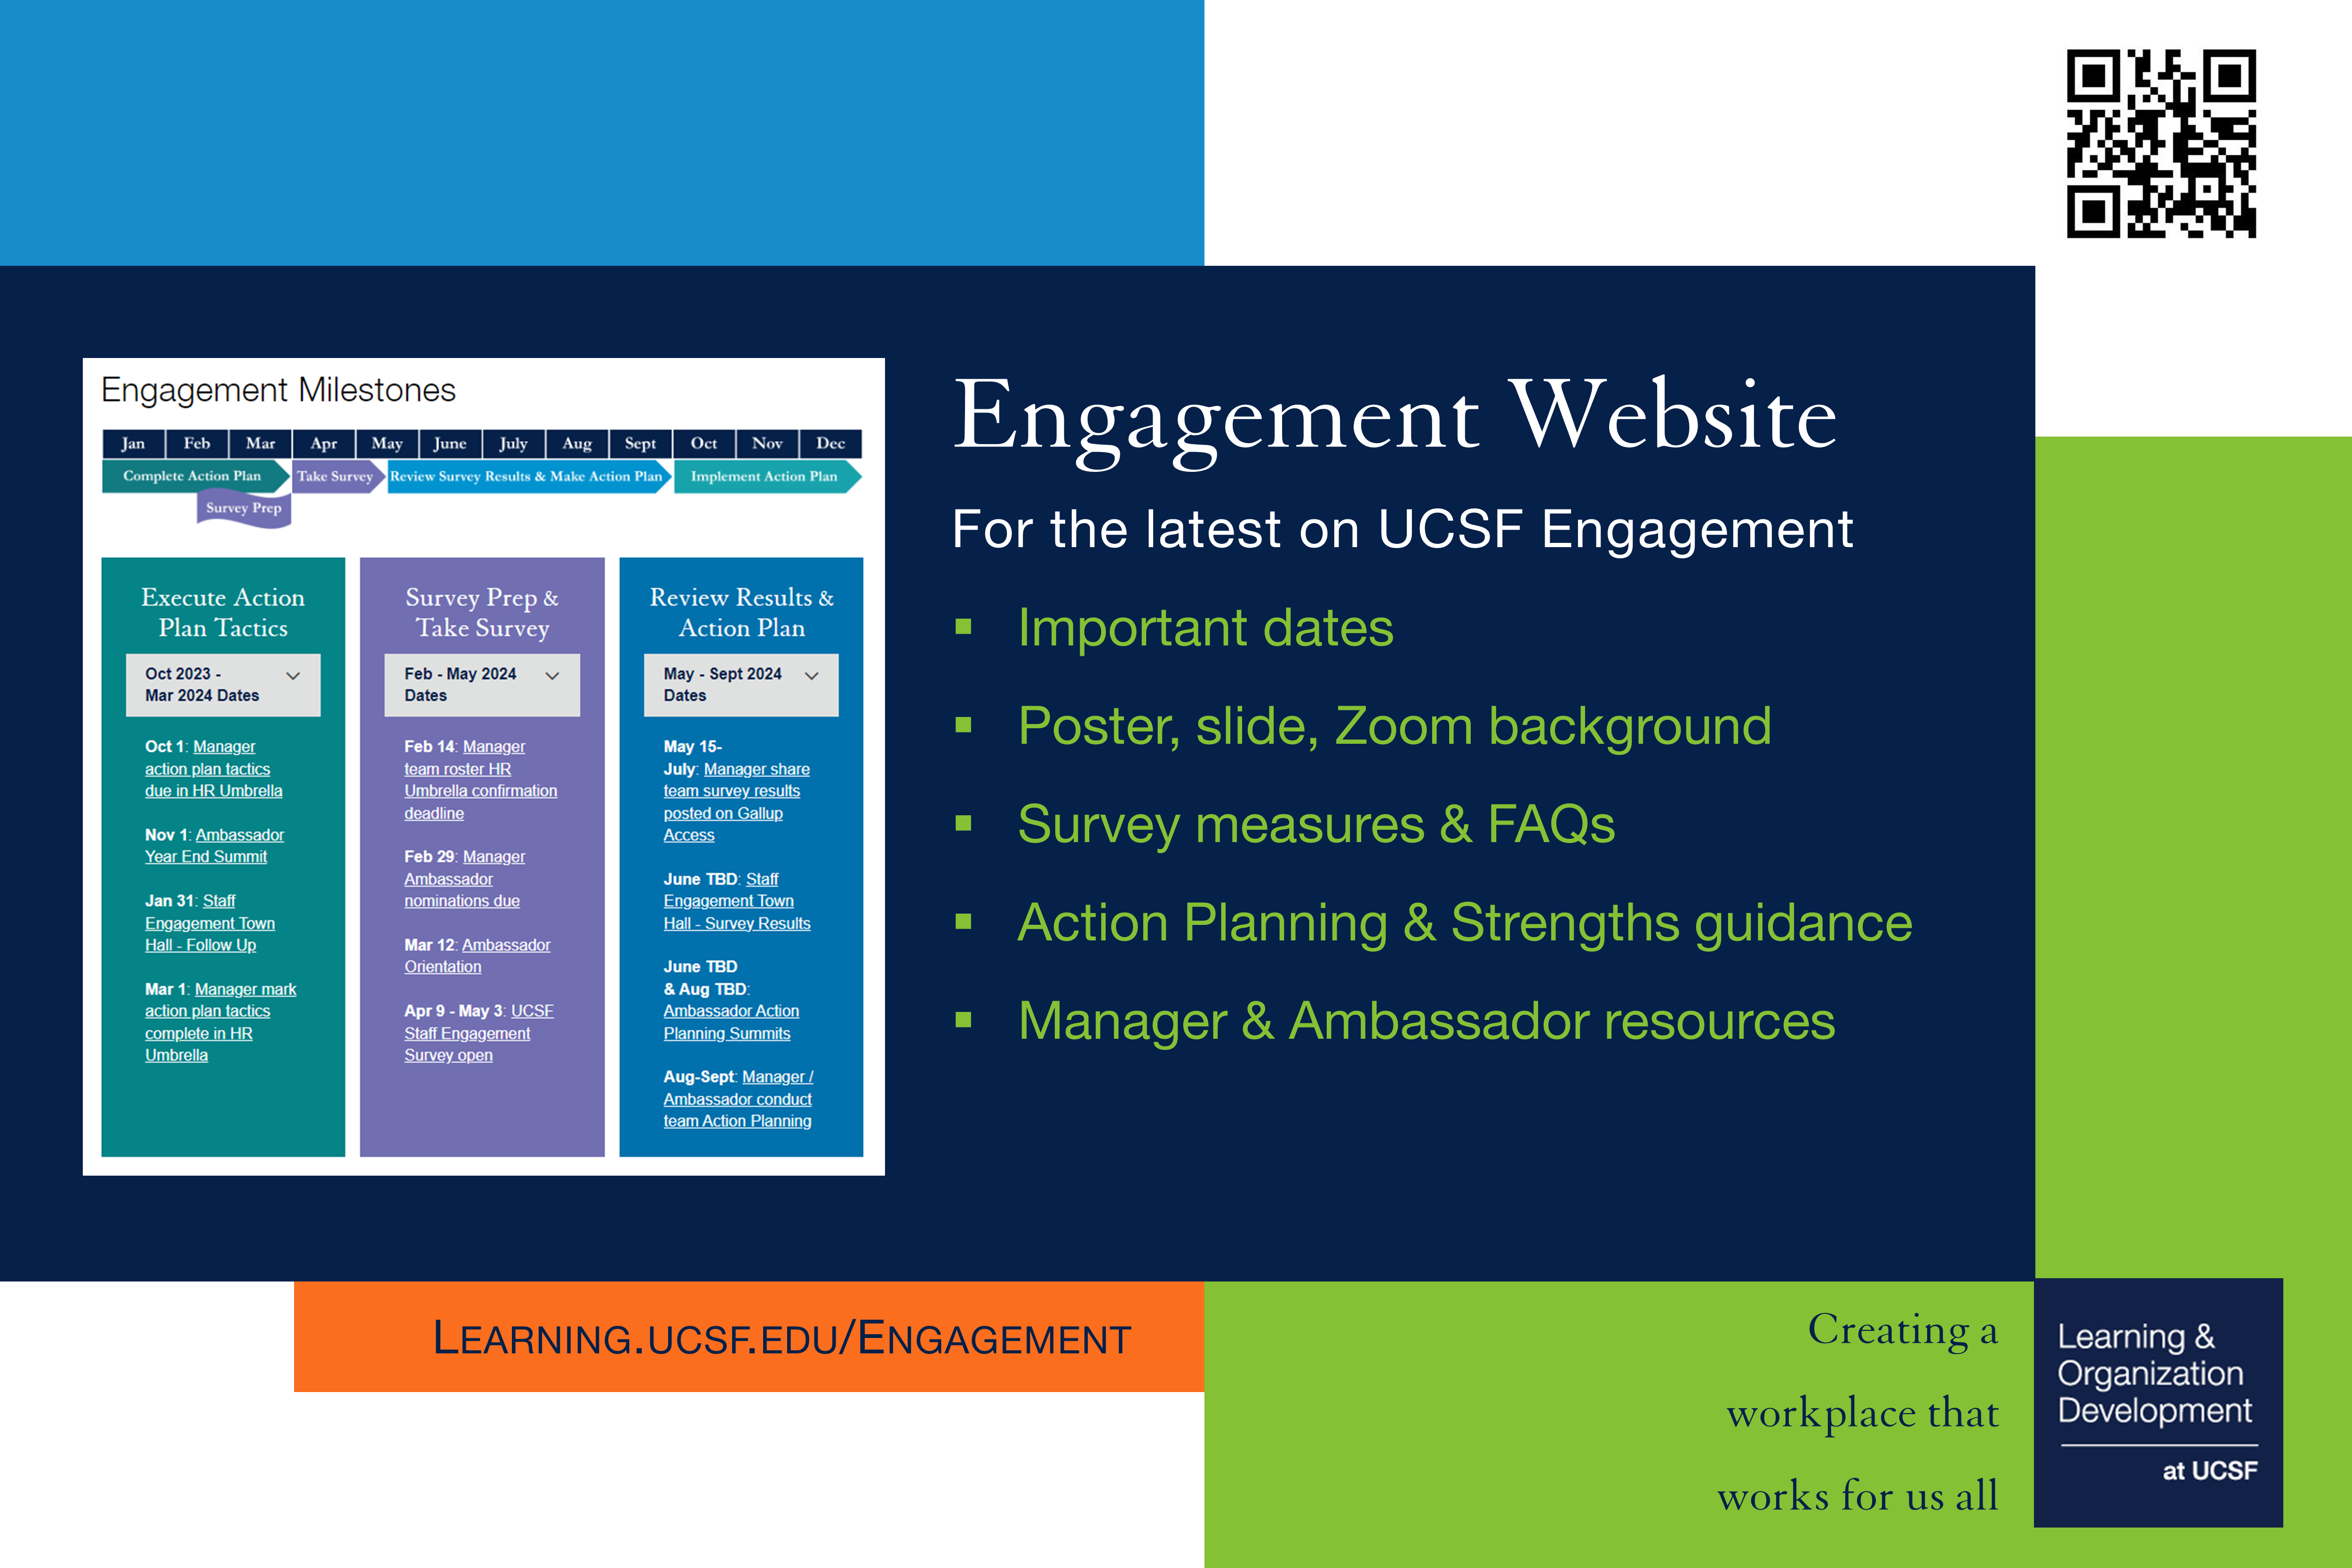 Engagement Milestones
Jan Feb Mar Apr May June July Aug Sept Oct Nov Dec
Complete Action Plan Take Survey Review Survey Results & Make Action Plan Implement Action Plan
Survey Prep
Execute Action
Plan Tactics
Oct 2023 -
Mar 2024 Dates
Oct 1: Manager
action plan tactics
due in HR Umbrella
Nov 1: Ambassador
Year End Summit
Jan 31: Staff
Engagement Town
Hall - Follow Up
Mar 1: Manager mark
action plan tactics
complete in HR
Umbrella
Survey Prep &
Take Survey
Feb - May 2024
Dates
Feb 14: Manager
team roster HR
Umbrella confirmation
deadline
Feb 29: Manager
Ambassador
nominations due
Mar 12: Ambassador
Orientation
Apr 9 - May 3: UCSF
Staff Engagement
Survey open
Review Results &
Action Plan
May - Sept 2024
Dates
May 15-
July: Manager share
team survey results
posted on Gallup
Access
June TBD: Staff
Engagement Town
Hall - Survey Results
June TBD
& Aug TBD:
Ambassador Action
Planning Summits
Aug-Sept: Manager /
Ambassador conduct
team Action Planning
Engagement Website
For the latest on UCSF Engagement
▪ Important dates
▪ Poster, slide, Zoom background
▪ Survey measures & FAQs
▪ Action Planning & Strengths guidance
▪ Manager & Ambassador resources
LEARNING.UCSF.EDU/ENGAGEMENT
Creating a
workplace that
works for us all
Learning &
Organization
Development
at UCSF